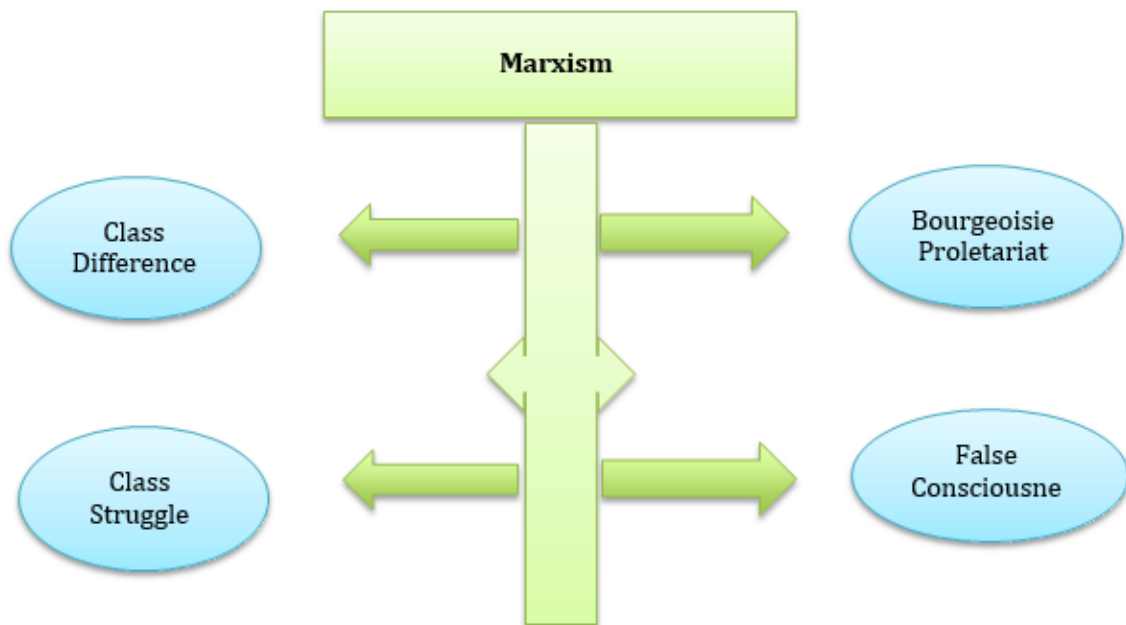 Marxism
Class
Difference
Bourgeoisie
Proletariat
Class
Struggle
False
Consciousne